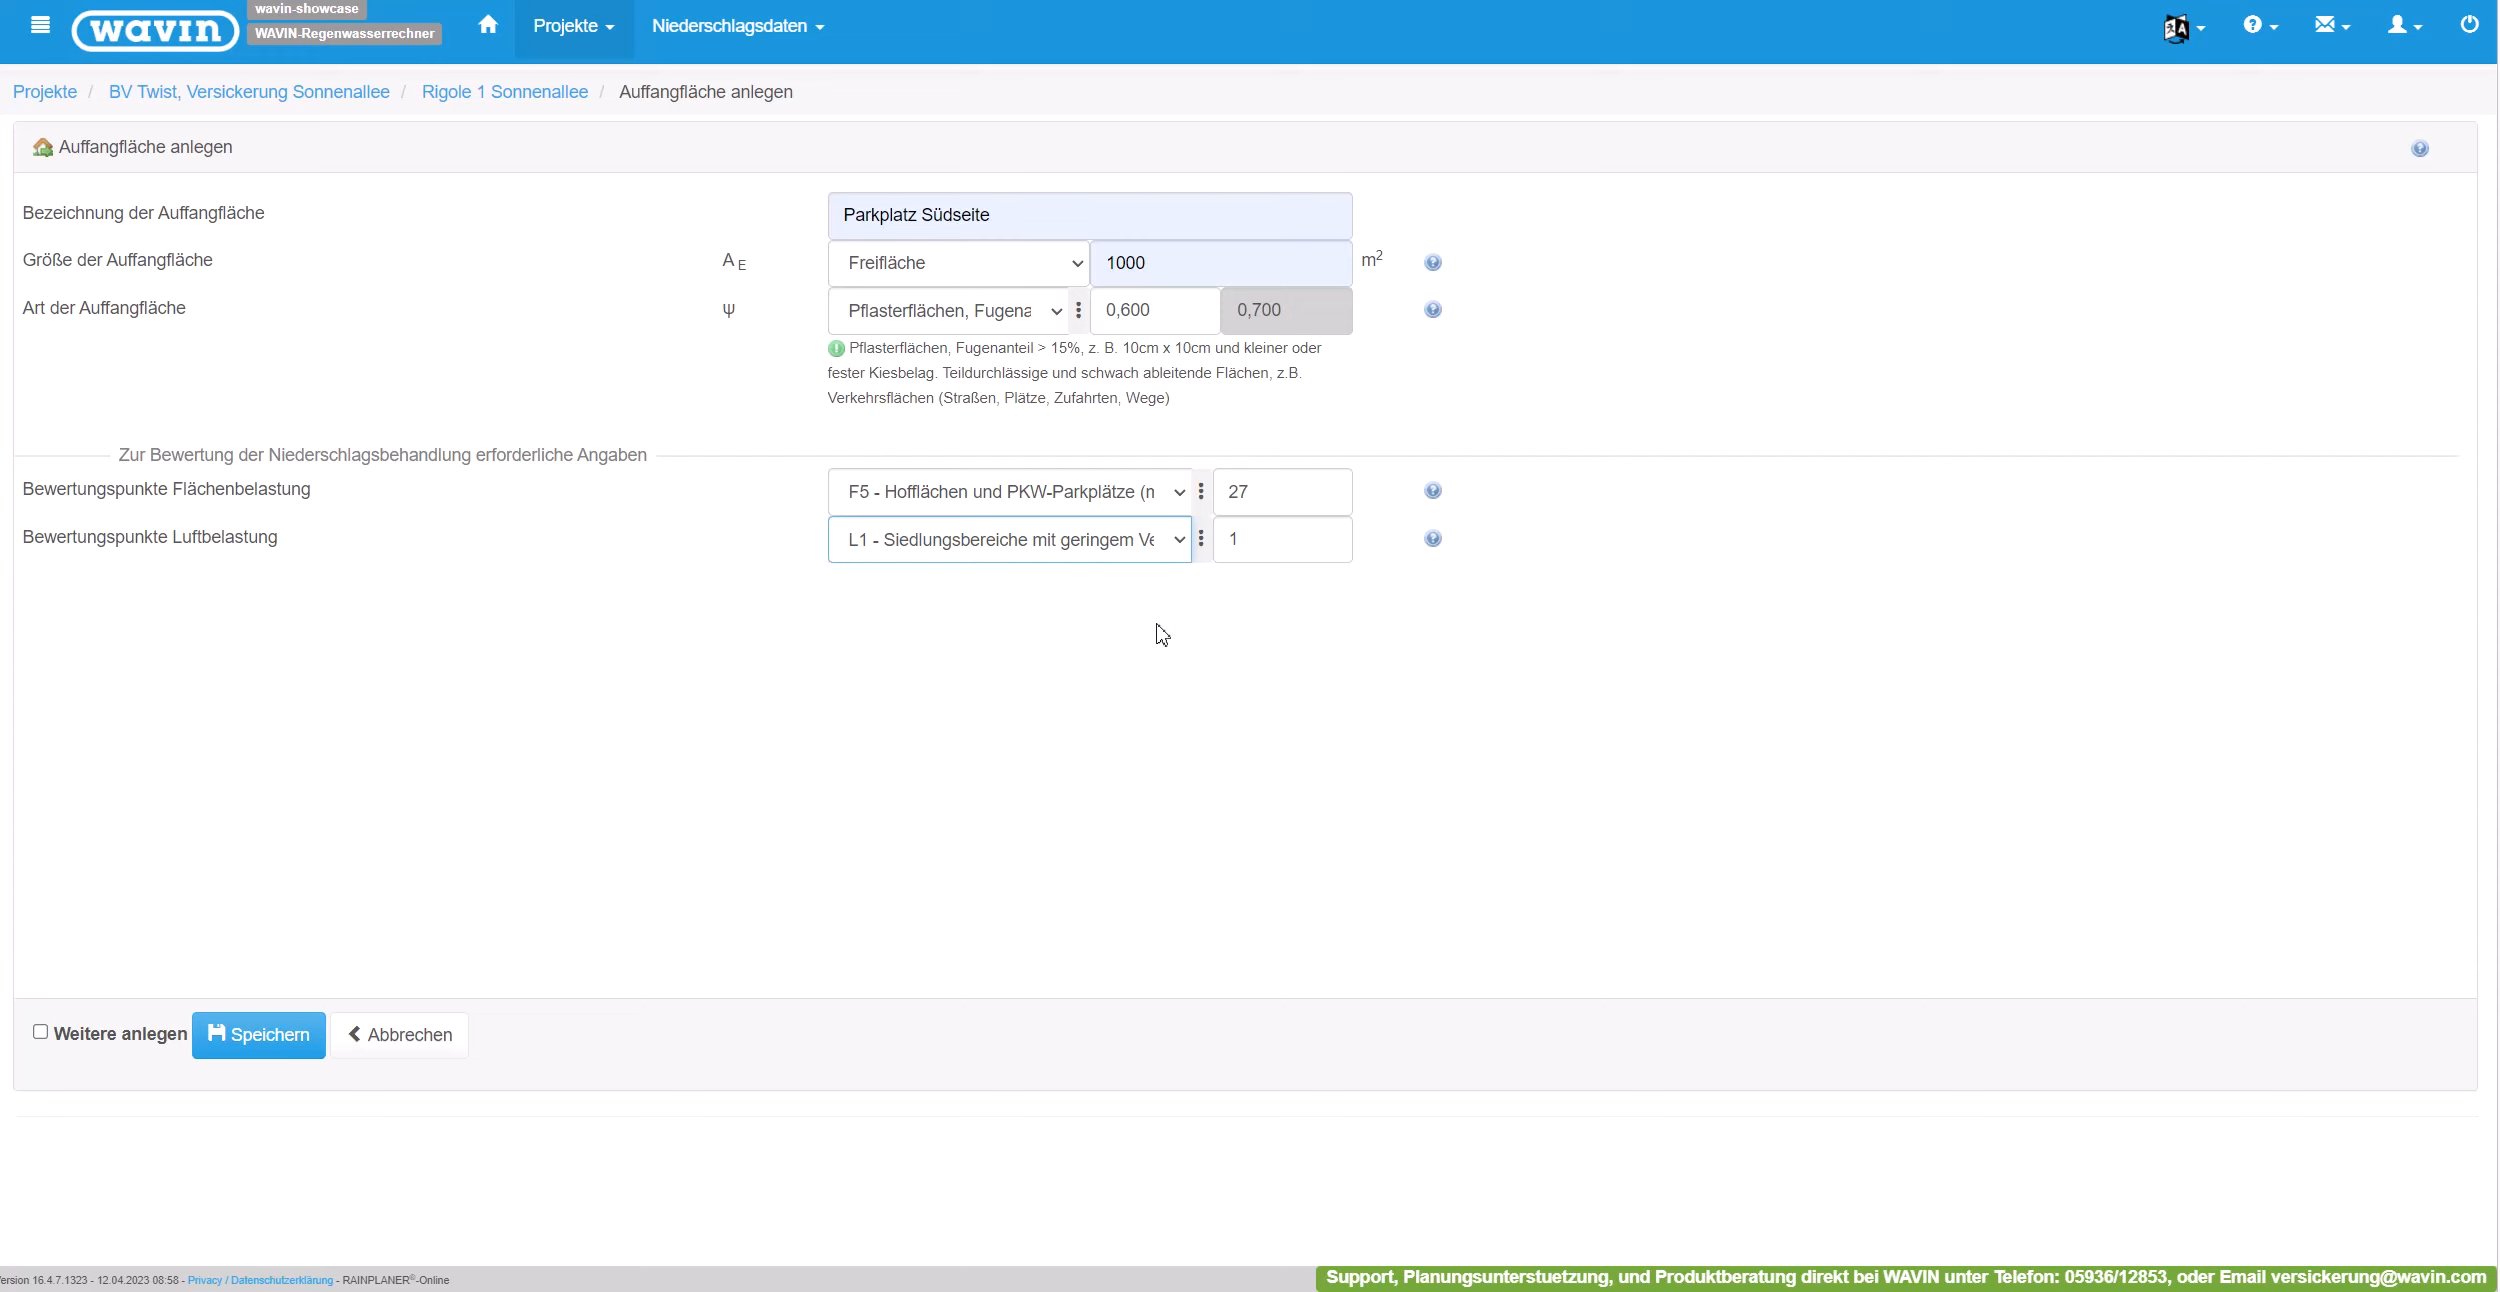 wavin
wavin-showcase
WAVIN-Regenwasserrechner
Projekte
Niederschlagsdaten
Projekte / BV Twist, Versickerung Sonnenallee / Rigole 1 Sonnenallee / Auffangfläche anlegen
Auffangfläche anlegen
Bezeichnung der Auffangfläche
Parkplatz Südseite
Größe der Auffangfläche
A E
Freifläche
1000
m2
Art der Auffangfläche
ψ
Pflasterflächen, Fugena
0,600
0,700
Pflasterflächen, Fugenanteil > 15%, z. B. 10cm x 10cm und kleiner oder
fester Kiesbelag. Teildurchlässige und schwach ableitende Flächen, z.B.
Verkehrsflächen (Straßen, Plätze, Zufahrten, Wege)
Zur Bewertung der Niederschlagsbehandlung erforderliche Angaben
Bewertungspunkte Flächenbelastung
F5 - Hofflächen und PKW-Parkplätze (n
27
Bewertungspunkte Luftbelastung
L1 - Siedlungsbereiche mit geringem Ve
1
Weitere anlegen
Speichern
Abbrechen
ersion 16.4.7.1323 - 12.04.2023 08:58 - Privacy / Datenschutzerklärung - RAINPLANER®-Online
Support, Planungsunterstuetzung, und Produktberatung direkt bei WAVIN unter Telefon: 05936/12853, oder Email versickerung@wavin.com